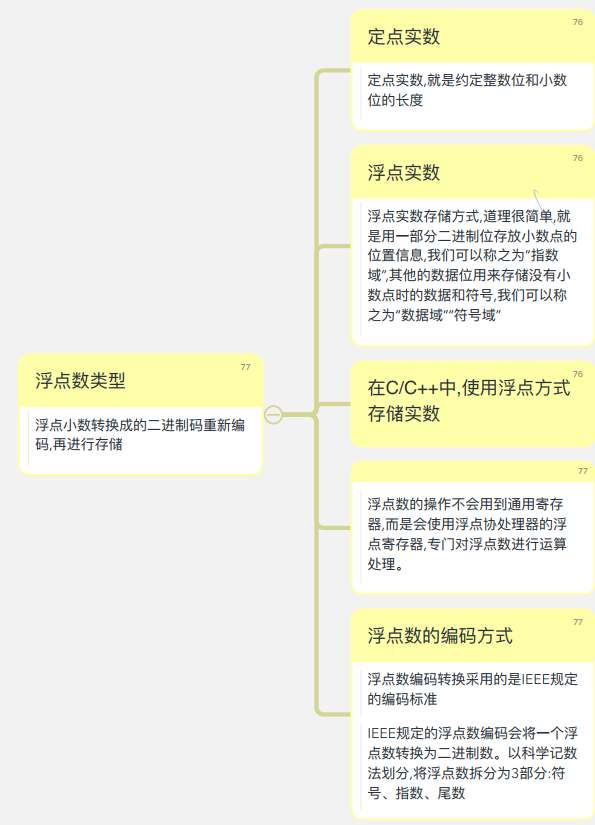 76
定点实数
定点实数,就是约定整数位和小数
位的长度
76
浮点实数
浮点实数存储方式,道理很简单,就
是用一部分二进制位存放小数点的
位置信息,我们可以称之为“指数
域”,其他的数据位用来存储没有小
数点时的数据和符号,我们可以称
之为“数据域”“符号域”
77
浮点数类型
浮点小数转换成的二进制码重新编
码,再进行存储
76
在C/C++中,使用浮点方式
存储实数
77
浮点数的操作不会用到通用寄存
器,而是会使用浮点协处理器的浮
点寄存器,专门对浮点数进行运算
处理。
77
浮点数的编码方式
浮点数编码转换采用的是IEEE规定
的编码标准
IEEE规定的浮点数编码会将一个浮
点数转换为二进制数。以科学记数
法划分,将浮点数拆分为3部分:符
号、指数、尾数